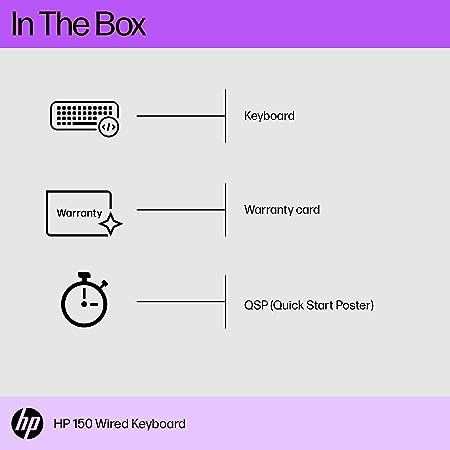 In The Box
Keyboard
Warranty
Warranty card
QSP (Quick Start Poster)
hp
HP 150 Wired Keyboard